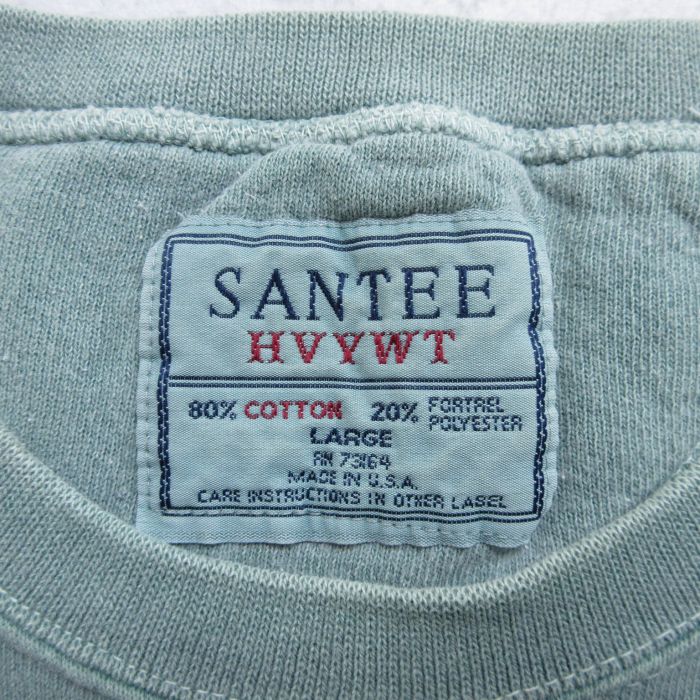 SANTEE
HVYWT
80% COTTON 20% FORTREL POLYESTER
LARGE
RN 73164
MADE IN U.S.A.
CARE INSTRUCTIONS IN OTHER LABEL